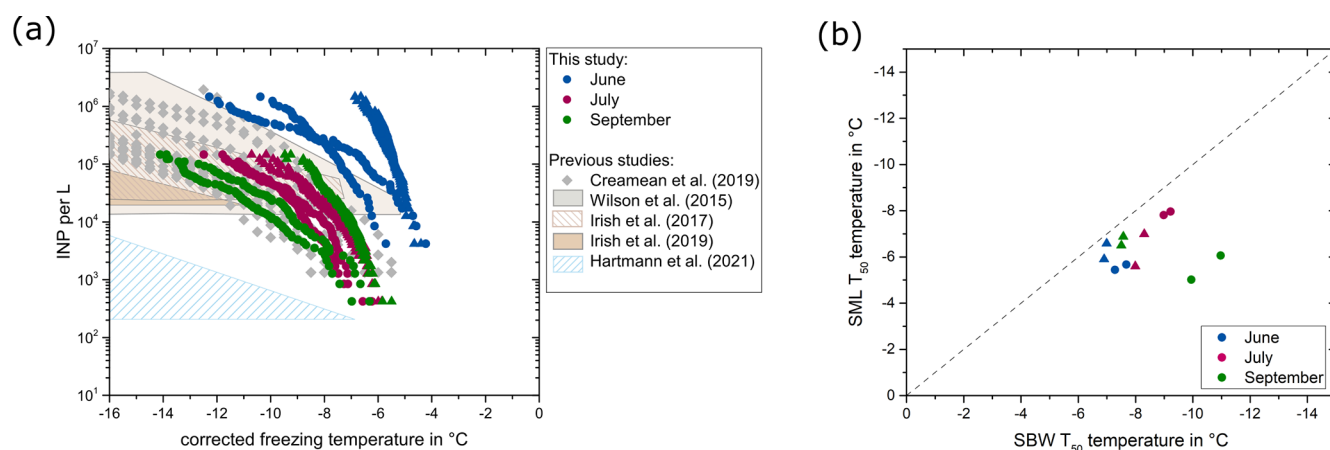 (a)
INP per L
10⁷
10⁶
10⁵
10⁴
10³
10²
10¹
-16
-14
-12
-10
-8
-6
-4
-2
0
corrected freezing temperature in °C
This study:
June
July
September
Previous studies:
Creamean et al. (2019)
Wilson et al. (2015)
Irish et al. (2017)
Irish et al. (2019)
Hartmann et al. (2021)
(b)
SML T₅₀ temperature in °C
-14
-12
-10
-8
-6
-4
-2
0
0
-2
-4
-6
-8
-10
-12
-14
SBW T₅₀ temperature in °C
June
July
September